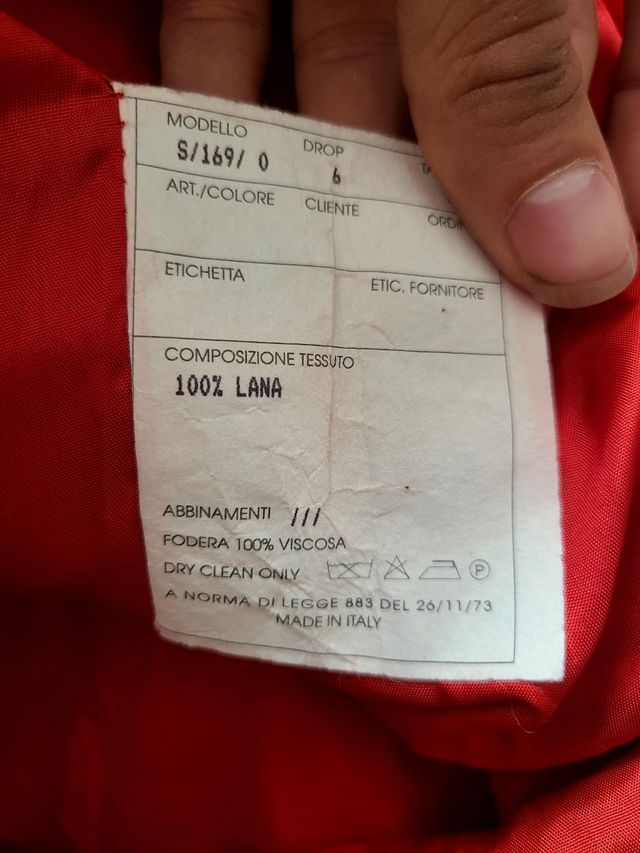 MODELLO DROP
S/169/ 0 6
ART./COLORE CLIENTE
ETICHETTA ETIC. FORNITORE
COMPOSIZIONE TESSUTO
100% LANA
ABBINAMENTI ///
FODERA 100% VISCOSA
DRY CLEAN ONLY P
A NORMA DI LEGGE 883 DEL 26/11/73
MADE IN ITALY